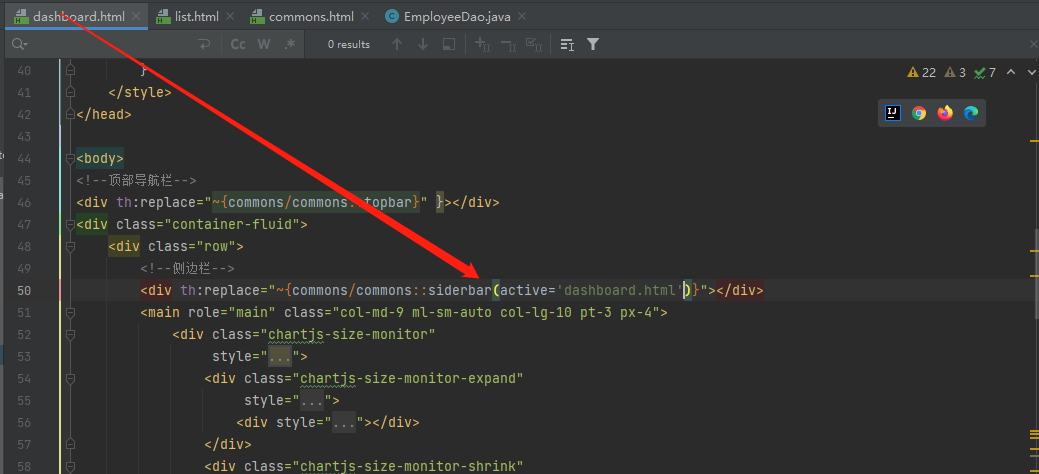 dashboard.html × list.html × commons.html × EmployeeDao.java ×
Cc W .* 0 results
40 }
41 </style>
42 </head>
43
44 <body>
45 <!--顶部导航栏-->
46 <div th:replace="~{commons/commons::topbar}" }></div>
47 <div class="container-fluid">
48 <div class="row">
49 <!--侧边栏-->
50 <div th:replace="~{commons/commons::siderbar(active='dashboard.html')}"></div>
51 <main role="main" class="col-md-9 ml-sm-auto col-lg-10 pt-3 px-4">
52 <div class="chartjs-size-monitor"
53 style="...">
54 <div class="chartjs-size-monitor-expand"
55 style="...">
56 <div style="..."></div>
57 </div>
58 <div class="chartjs-size-monitor-shrink"
22 3 7